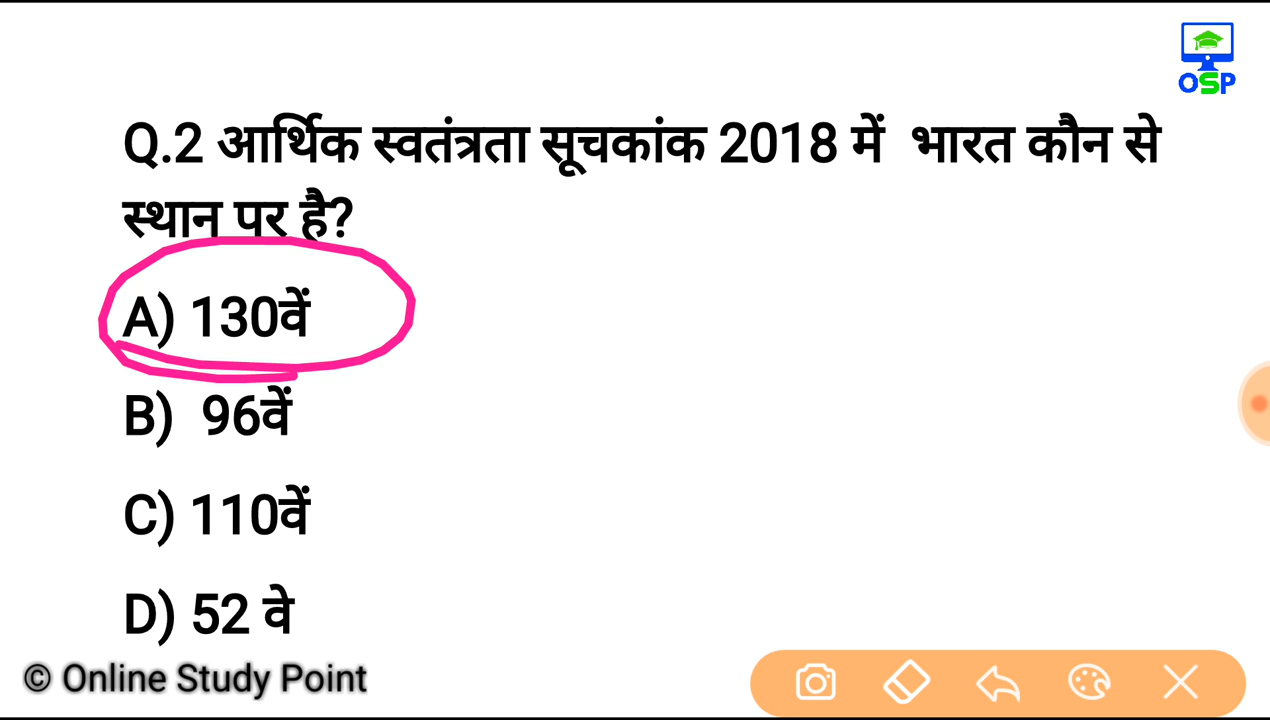 OSP
Q.2 आर्थिक स्वतंत्रता सूचकांक 2018 में भारत कौन से
स्थान पर है?
A) 130वें
B) 96वें
C) 110वें
D) 52 वे
© Online Study Point